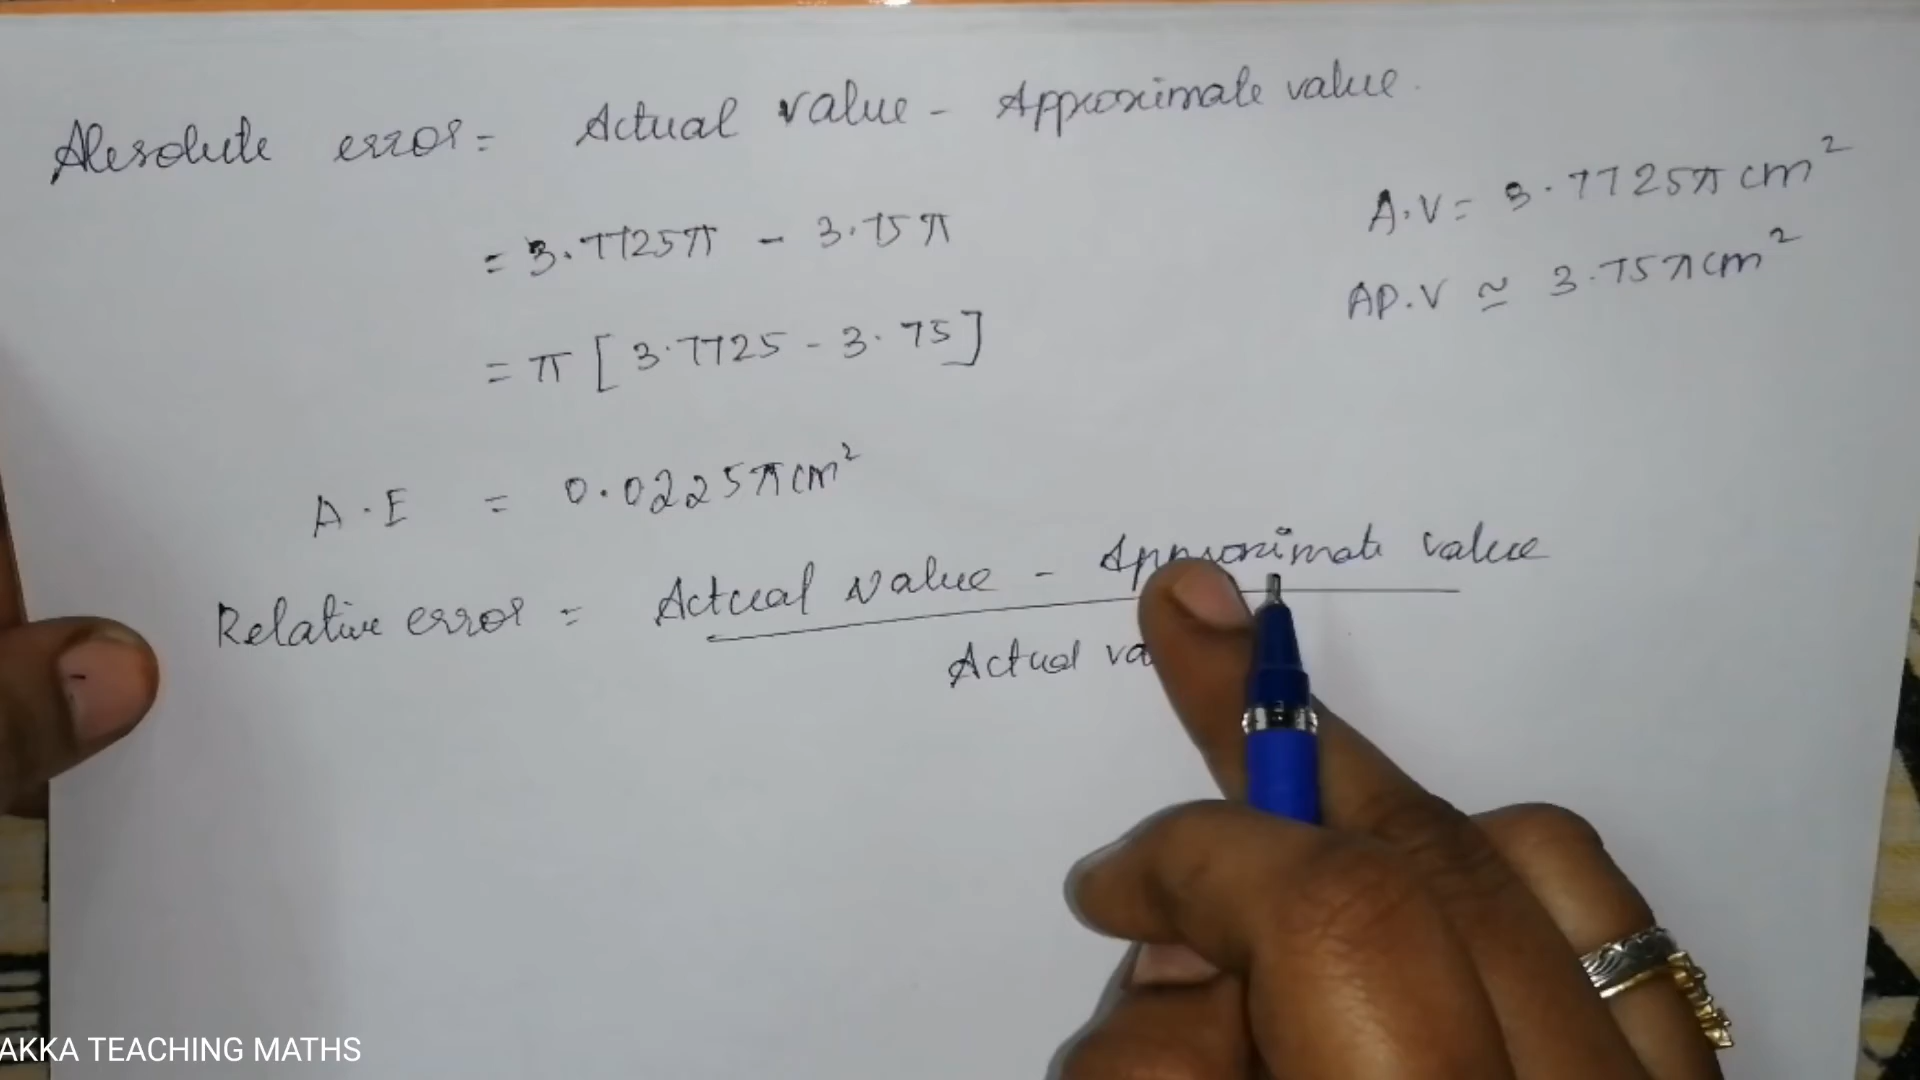 Absolute error = Actual value - Approximate value.
= 3.7725π - 3.75π
A.V = 3.7725π cm²
= π [3.7725 - 3.75]
AP.V ≃ 3.75π cm²
A.E = 0.0225π cm²
Relative error = Actual value - Approximate value
Actual va
AKKA TEACHING MATHS